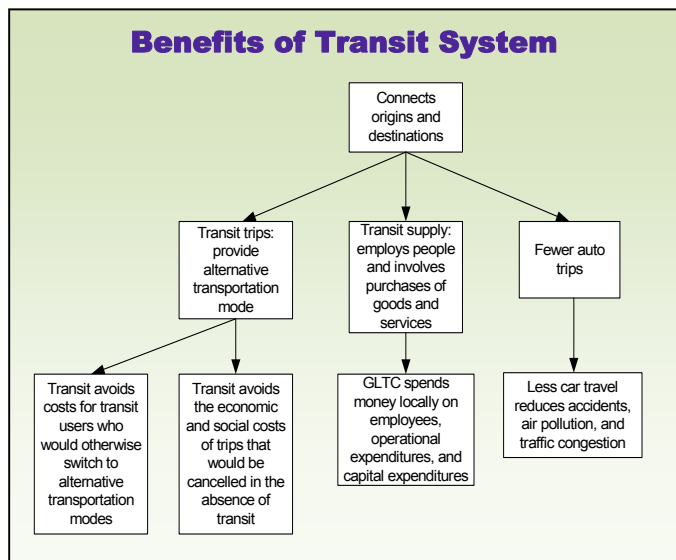 Benefits of Transit System
Connects
origins and
destinations
Transit trips:
provide
alternative
transportation
mode
Transit supply:
employs people
and involves
purchases of
goods and
services
Fewer auto
trips
Transit avoids
costs for transit
users who
would otherwise
switch to
alternative
transportation
modes
Transit avoids
the economic
and social costs
of trips that
would be
cancelled in the
absence of
transit
GLTC spends
money locally on
employees,
operational
expenditures, and
capital expenditures
Less car travel
reduces accidents,
air pollution, and
traffic congestion